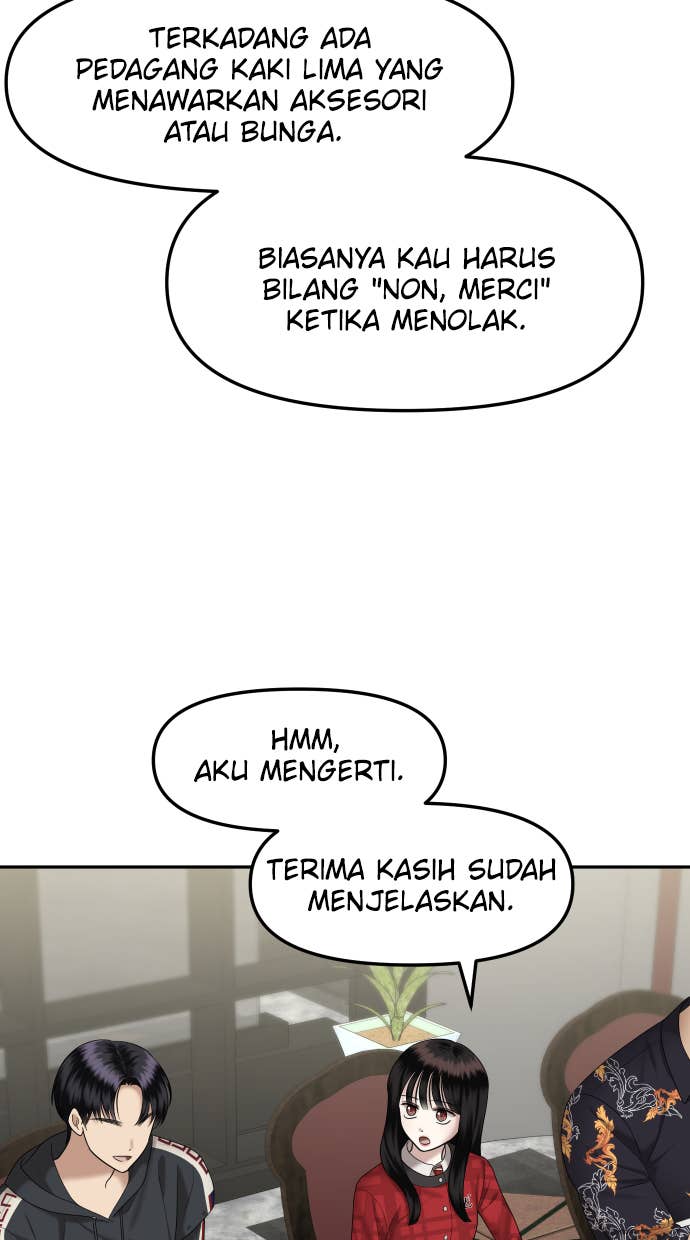 TERKADANG ADA
PEDAGANG KAKI LIMA YANG
MENAWARKAN AKSESORI
ATAU BUNGA.
BIASANYA KAU HARUS
BILANG "NON, MERCI"
KETIKA MENOLAK.
HMM,
AKU MENGERTI.
TERIMA KASIH SUDAH
MENJELASKAN.